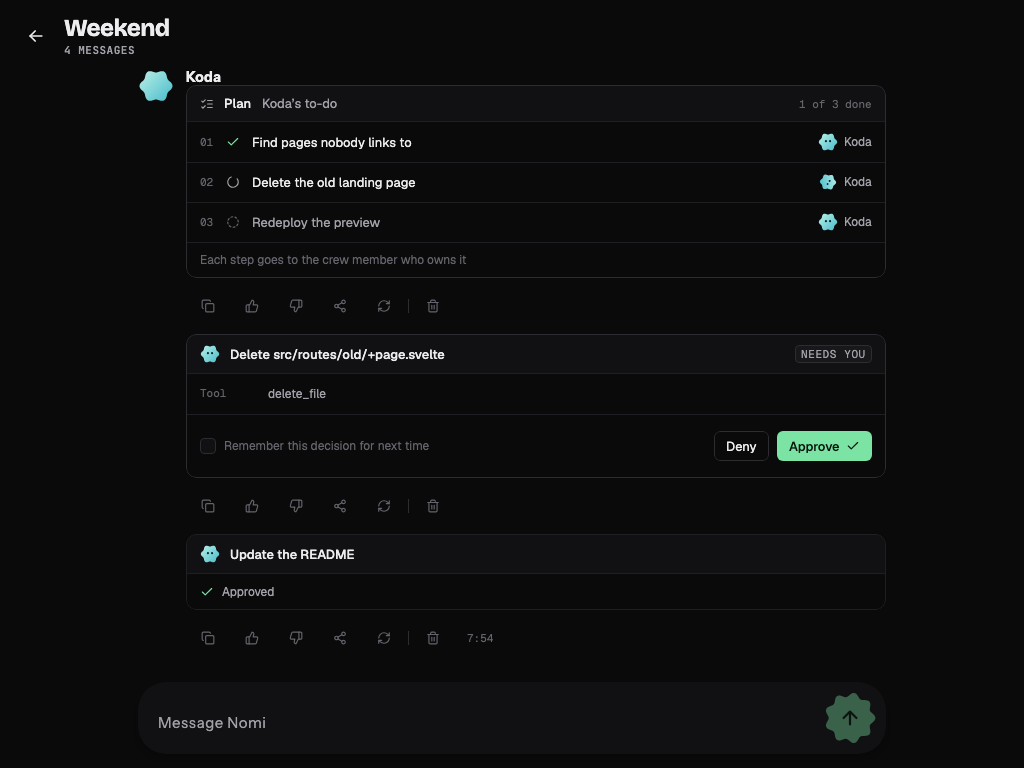 Weekend
4 MESSAGES
Koda
Plan Koda's to-do 1 of 3 done
01 Find pages nobody links to Koda
02 Delete the old landing page Koda
03 Redeploy the preview Koda
Each step goes to the crew member who owns it
Delete src/routes/old/+page.svelte NEEDS YOU
Tool delete_file
Remember this decision for next time Deny Approve
Update the README
Approved
7:54
Message Nomi